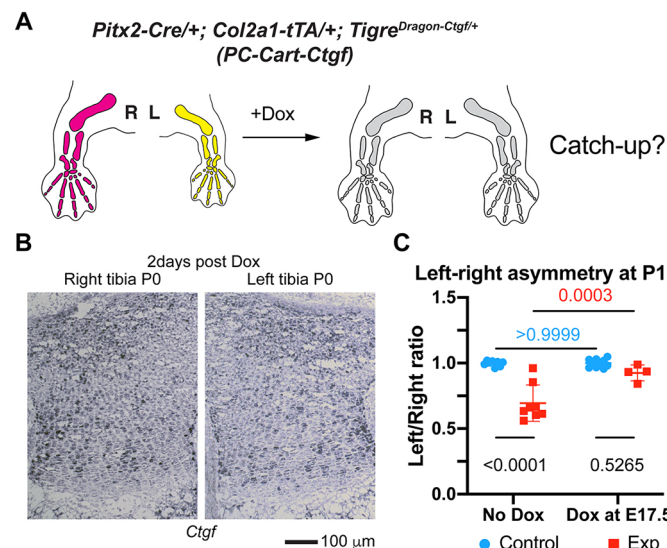 A
Pitx2-Cre/+; Col2a1-tTA/+; Tigre^Dragon-Ctgf/+
(PC-Cart-Ctgf)
R L
+Dox
R L
Catch-up?
B
2days post Dox
Right tibia P0 Left tibia P0
Ctgf
100 μm
C
Left-right asymmetry at P1
0.0003
>0.9999
Left/Right ratio
1.5
1.0
0.5
0.0
<0.0001 0.5265
No Dox Dox at E17.5
Control Exp